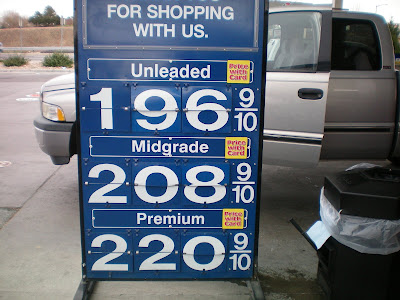 FOR SHOPPING
WITH US.
Unleaded
Price
with
Card
196 9/10
Midgrade
Price
with
Card
208 9/10
Premium
Price
with
Card
220 9/10